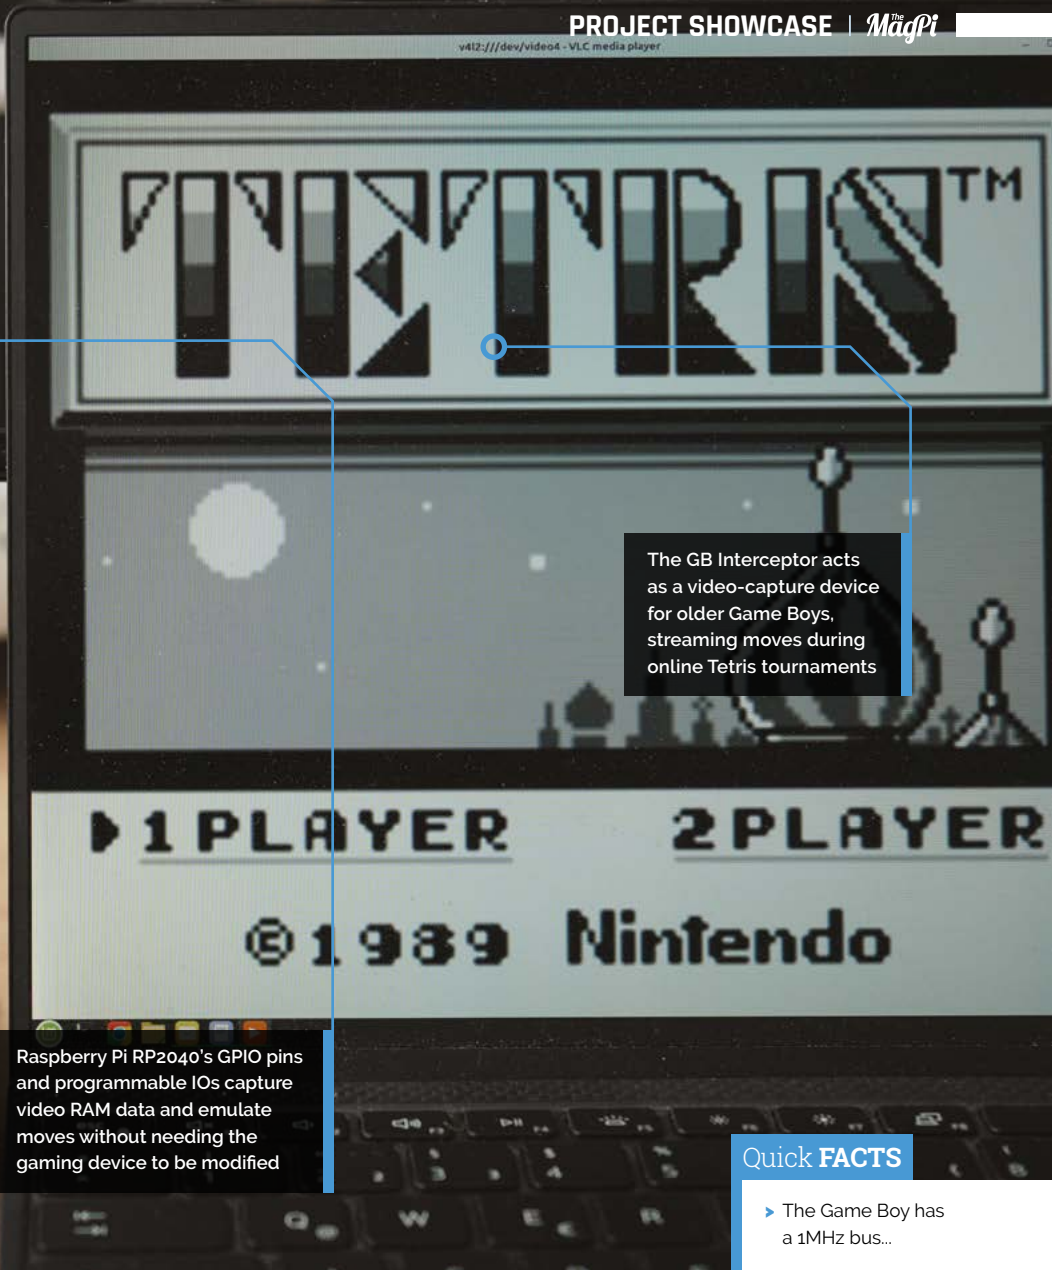 PROJECT SHOWCASE
The MagPi
v4l2:///dev/video4 - VLC media player
TETRIS™
The GB Interceptor acts
as a video-capture device
for older Game Boys,
streaming moves during
online Tetris tournaments
1PLAYER 2PLAYER
©1989 Nintendo
Raspberry Pi RP2040's GPIO pins
and programmable IOs capture
video RAM data and emulate
moves without needing the
gaming device to be modified
Q W E € R
Quick FACTS
> The Game Boy has
a 1MHz bus...